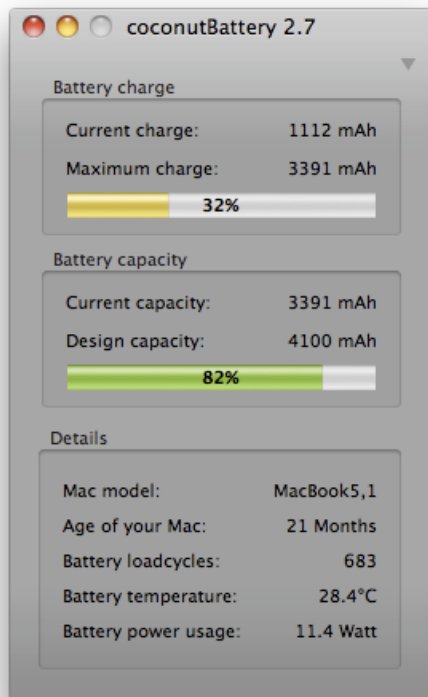 coconutBattery 2.7
Battery charge
Current charge: 1112 mAh
Maximum charge: 3391 mAh
32%
Battery capacity
Current capacity: 3391 mAh
Design capacity: 4100 mAh
82%
Details
Mac model: MacBook5,1
Age of your Mac: 21 Months
Battery loadcycles: 683
Battery temperature: 28.4°C
Battery power usage: 11.4 Watt